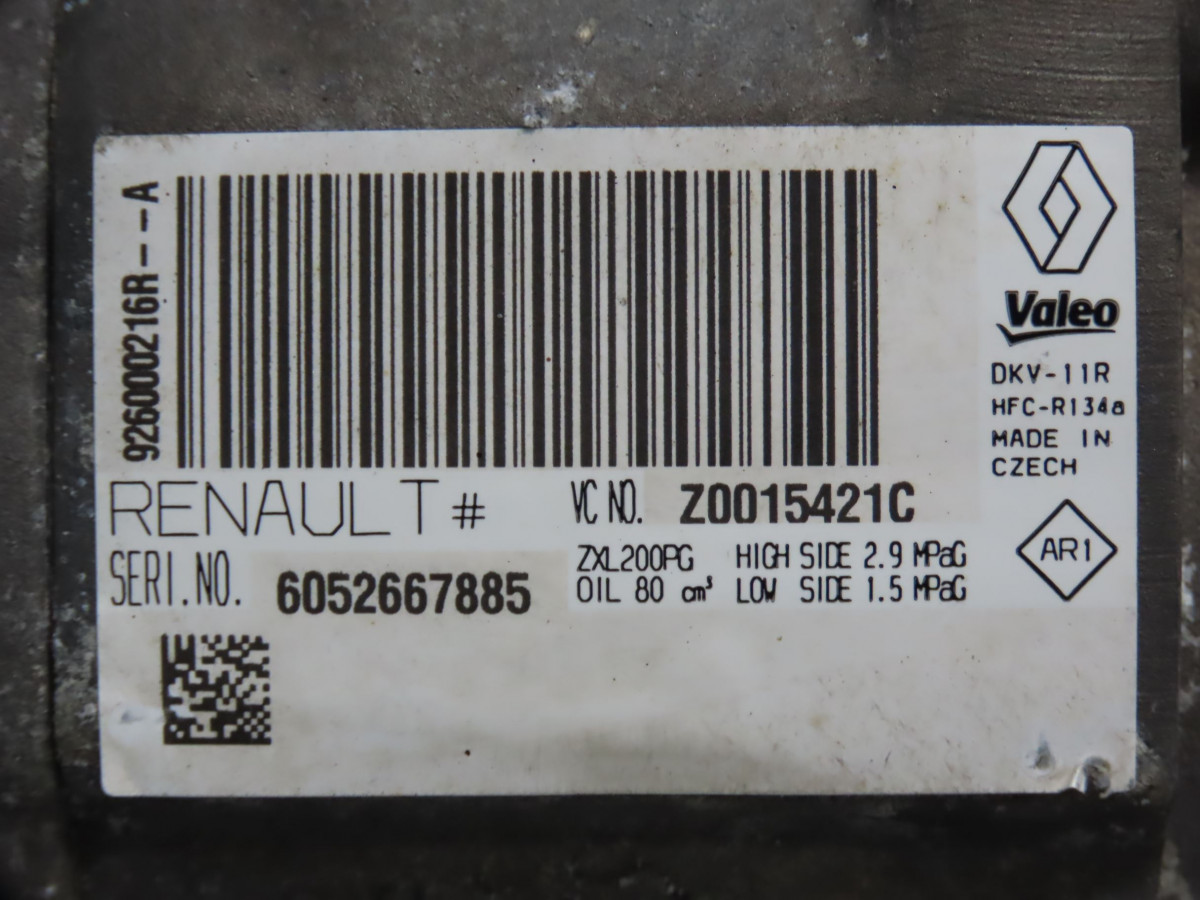 926000216R--A
Valeo
DKV-11R
HFC-R134a
MADE IN
CZECH
RENAULT #
VC NO. Z0015421C
SERI.NO. 6052667885
ZXL200PG HIGH SIDE 2.9 MPaG
OIL 80 cm³ LOW SIDE 1.5 MPaG
AR1